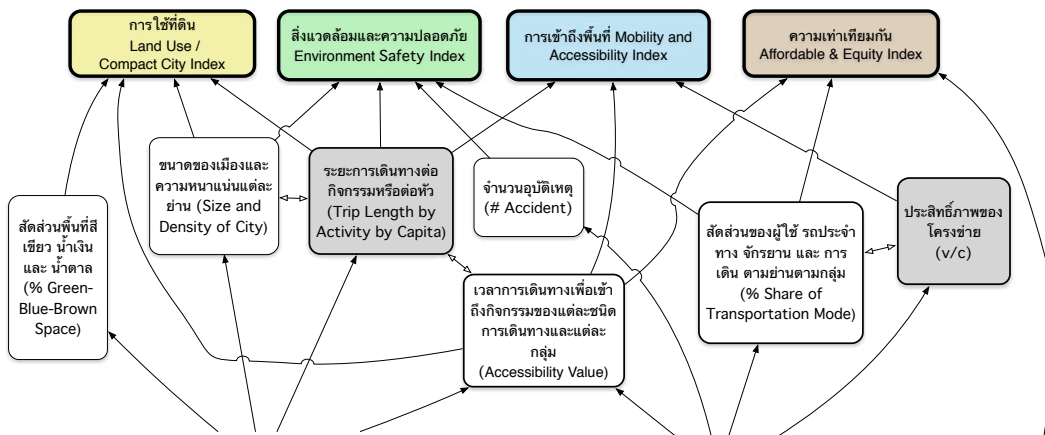 การใช้ที่ดิน
Land Use /
Compact City Index
สิ่งแวดล้อมและความปลอดภัย
Environment Safety Index
การเข้าถึงพื้นที่ Mobility and
Accessibility Index
ความเท่าเทียมกัน
Affordable & Equity Index
สัดส่วนพื้นที่สี
เขียว น้ำเงิน
และ น้ำตาล
(% Green-
Blue-Brown
Space)
ขนาดของเมืองและ
ความหนาแน่นแต่ละ
ย่าน (Size and
Density of City)
ระยะการเดินทางต่อ
กิจกรรมหรือต่อหัว
(Trip Length by
Activity by Capita)
จำนวนอุบัติเหตุ
(# Accident)
เวลาการเดินทางเพื่อเข้า
ถึงกิจกรรมของแต่ละชนิด
การเดินทางและแต่ละ
กลุ่ม
(Accessibility Value)
สัดส่วนของผู้ใช้ รถประจำ
ทาง จักรยาน และ การ
เดิน ตามย่านตามกลุ่ม
(% Share of
Transportation Mode)
ประสิทธิ์ภาพของ
โครงข่าย
(v/c)